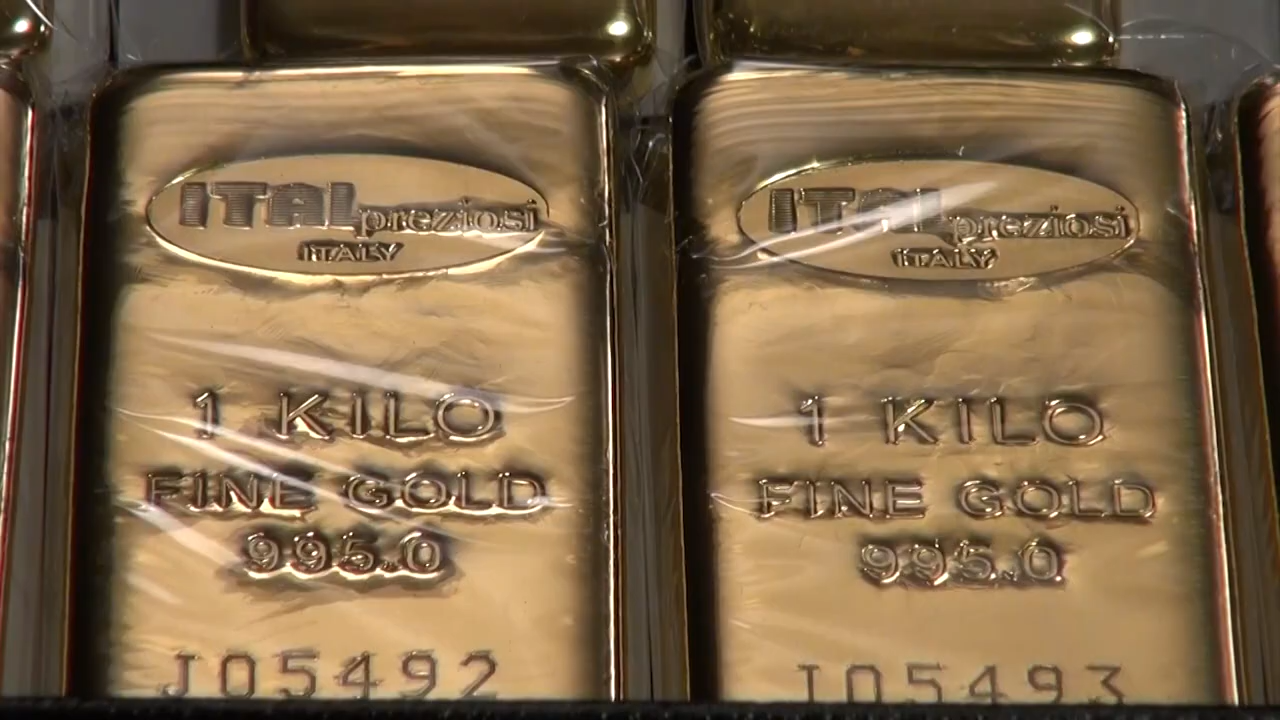 ITALpreziosi
ITALY
1 KILO
FINE GOLD
995.0
J05492
ITALpreziosi
ITALY
1 KILO
FINE GOLD
995.0
J05493